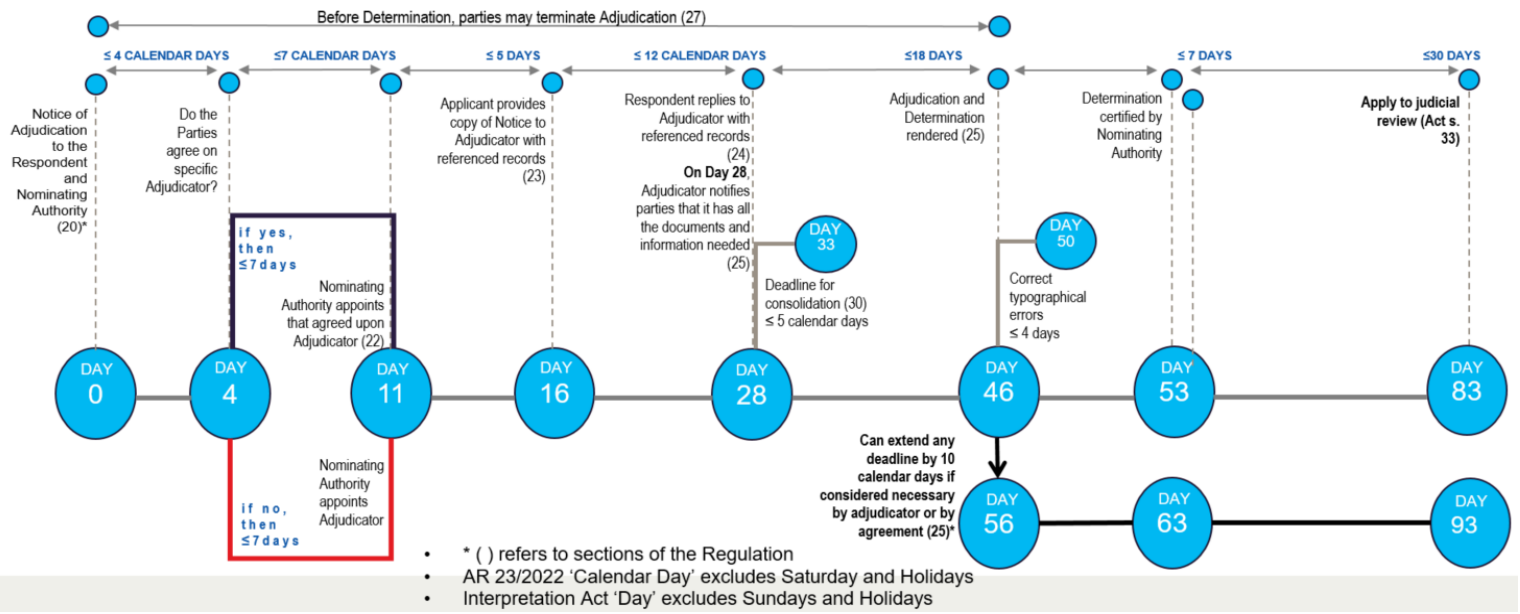 Before Determination, parties may terminate Adjudication (27)
≤ 4 CALENDAR DAYS
≤7 CALENDAR DAYS
≤ 5 DAYS
≤ 12 CALENDAR DAYS
≤18 DAYS
≤ 7 DAYS
≤30 DAYS
Notice of
Adjudication
to the
Respondent
and
Nominating
Authority
(20)*
Do the
Parties
agree on
specific
Adjudicator?
if yes,
then
≤7days
Nominating
Authority appoints
that agreed upon
Adjudicator (22)
Applicant provides
copy of Notice to
Adjudicator with
referenced records
(23)
Respondent replies to
Adjudicator with
referenced records
(24)
On Day 28,
Adjudicator notifies
parties that it has all
the documents and
information needed
(25)
DAY
33
Deadline for
consolidation (30)
≤ 5 calendar days
Adjudication and
Determination
rendered (25)
DAY
50
Correct
typographical
errors
≤ 4 days
Determination
certified by
Nominating
Authority
Apply to judicial
review (Act s.
33)
DAY
0
DAY
4
DAY
11
DAY
16
DAY
28
DAY
46
DAY
53
DAY
83
if no,
then
≤7days
Nominating
Authority
appoints
Adjudicator
Can extend any
deadline by 10
calendar days if
considered necessary
by adjudicator or by
agreement (25)*
DAY
56
DAY
63
DAY
93
• * ( ) refers to sections of the Regulation
• AR 23/2022 ‘Calendar Day’ excludes Saturday and Holidays
• Interpretation Act ‘Day’ excludes Sundays and Holidays